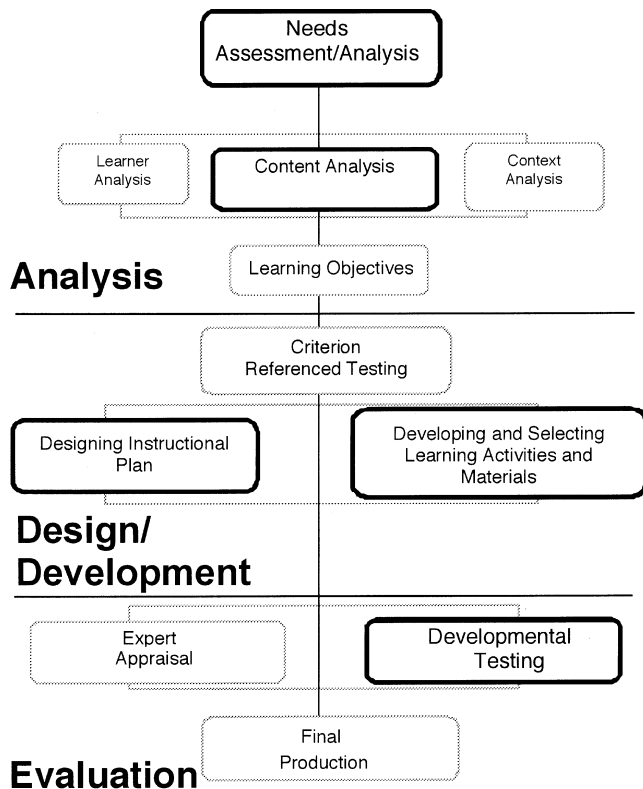 Needs
Assessment/Analysis
Learner
Analysis
Content Analysis
Context
Analysis
Learning Objectives
Analysis
Criterion
Referenced Testing
Designing Instructional
Plan
Developing and Selecting
Learning Activities and
Materials
Design/
Development
Expert
Appraisal
Developmental
Testing
Final
Production
Evaluation